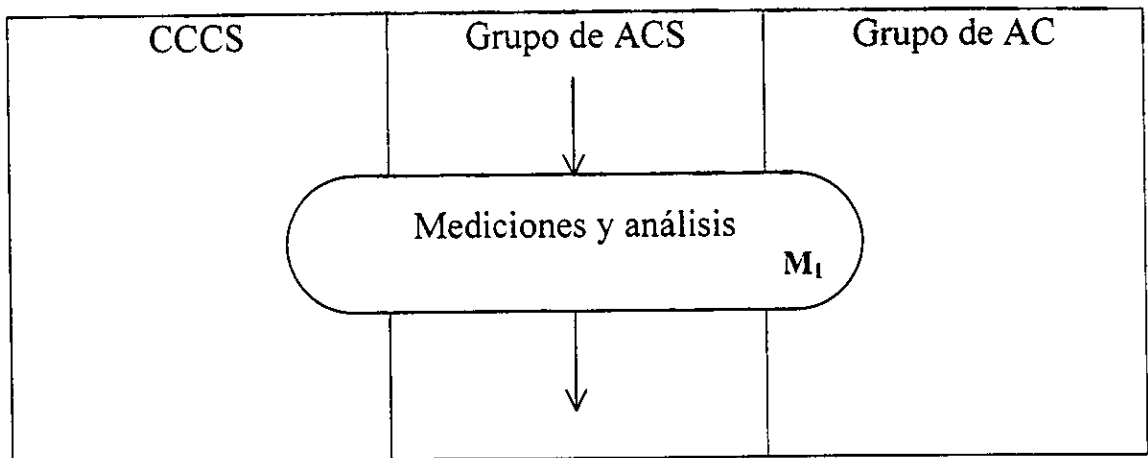 CCCS
Grupo de ACS
Grupo de AC
Mediciones y análisis
M₁